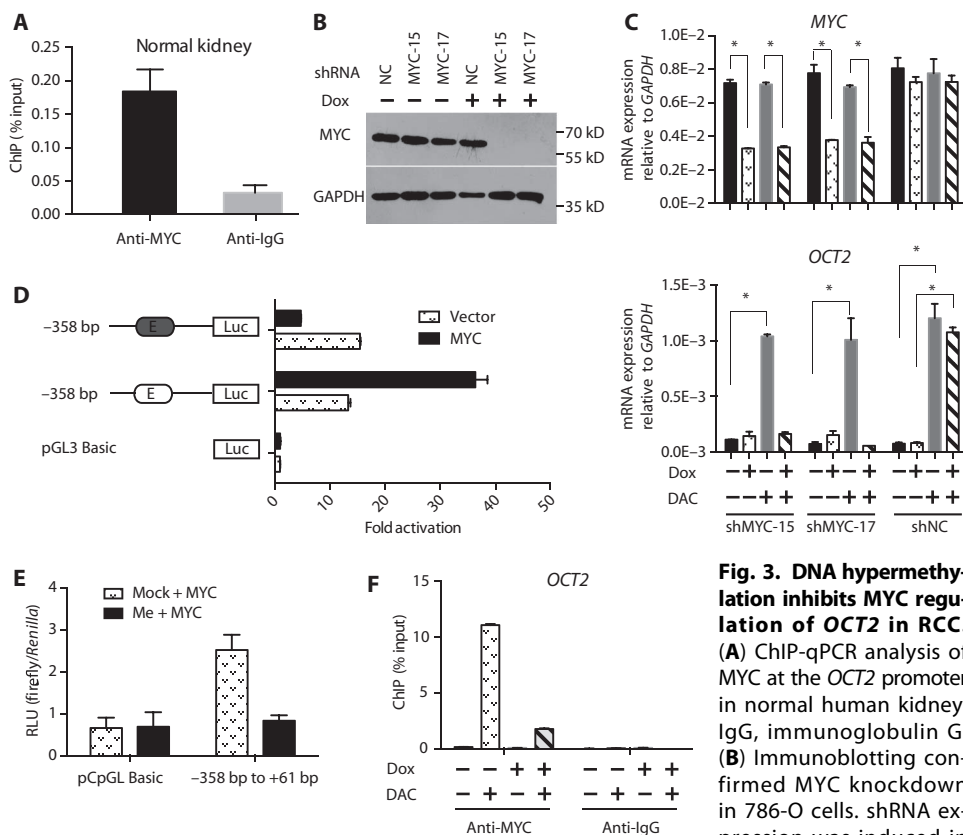 A
Normal kidney
ChIP (% input)
0.25
0.20
0.15
0.10
0.05
0.00
Anti-MYC Anti-IgG
B
shRNA NC MYC-15 MYC-17 NC MYC-15 MYC-17
Dox − − − + + +
MYC
70 kD
55 kD
GAPDH
35 kD
C
MYC
mRNA expression
relative to GAPDH
1.0E−2
0.8E−2
0.6E−2
0.4E−2
0.2E−2
0.0E−2
* * * *
OCT2
mRNA expression
relative to GAPDH
1.5E−3
1.0E−3
0.5E−3
0.0E−3
* * * *
Dox − + − + − + − + − + − +
DAC − − + + − − + + − − + +
shMYC-15 shMYC-17 shNC
D
−358 bp E Luc
−358 bp E Luc
pGL3 Basic Luc
Vector
MYC
0 10 20 30 40 50
Fold activation
E
RLU (firefly/Renilla)
4
3
2
1
0
Mock + MYC
Me + MYC
pCpGL Basic −358 bp to +61 bp
F
OCT2
ChIP (% input)
15
10
5
0
Dox − − + + − − + +
DAC − + − + − + − +
Anti-MYC Anti-IgG
Fig. 3. DNA hypermethy-
lation inhibits MYC regu-
lation of OCT2 in RCC.
(A) ChIP-qPCR analysis of
MYC at the OCT2 promoter
in normal human kidney.
IgG, immunoglobulin G.
(B) Immunoblotting con-
firmed MYC knockdown
in 786-O cells. shRNA ex-
pression was induced in